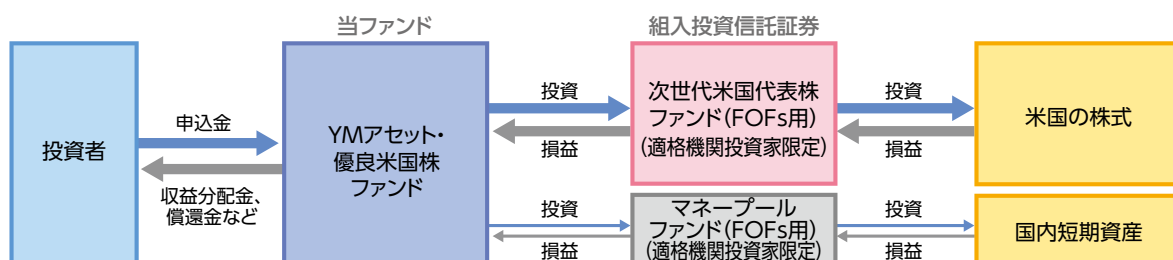 当ファンド
組入投資信託証券
投資者
申込金
収益分配金、
償還金など
YMアセット・
優良米国株
ファンド
投資
損益
次世代米国代表株
ファンド(FOFs用)
(適格機関投資家限定)
投資
損益
米国の株式
投資
損益
マネープール
ファンド(FOFs用)
(適格機関投資家限定)
投資
損益
国内短期資産